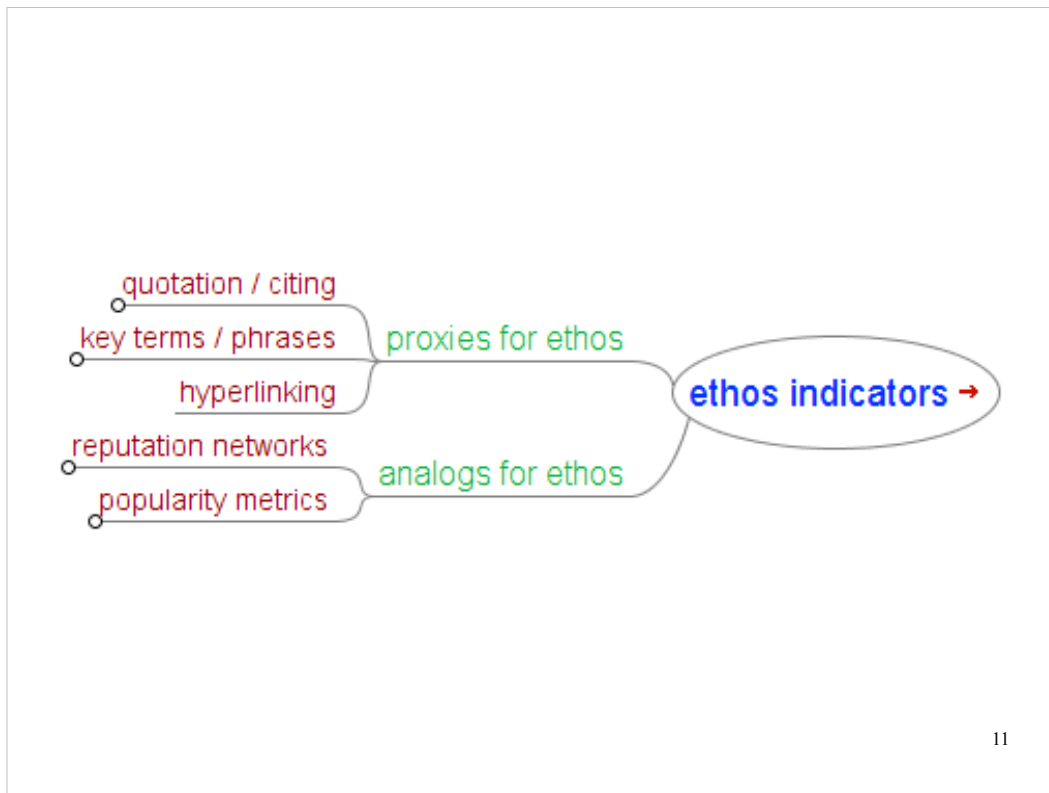 quotation / citing
key terms / phrases
hyperlinking
proxies for ethos
reputation networks
popularity metrics
analogs for ethos
ethos indicators →
11